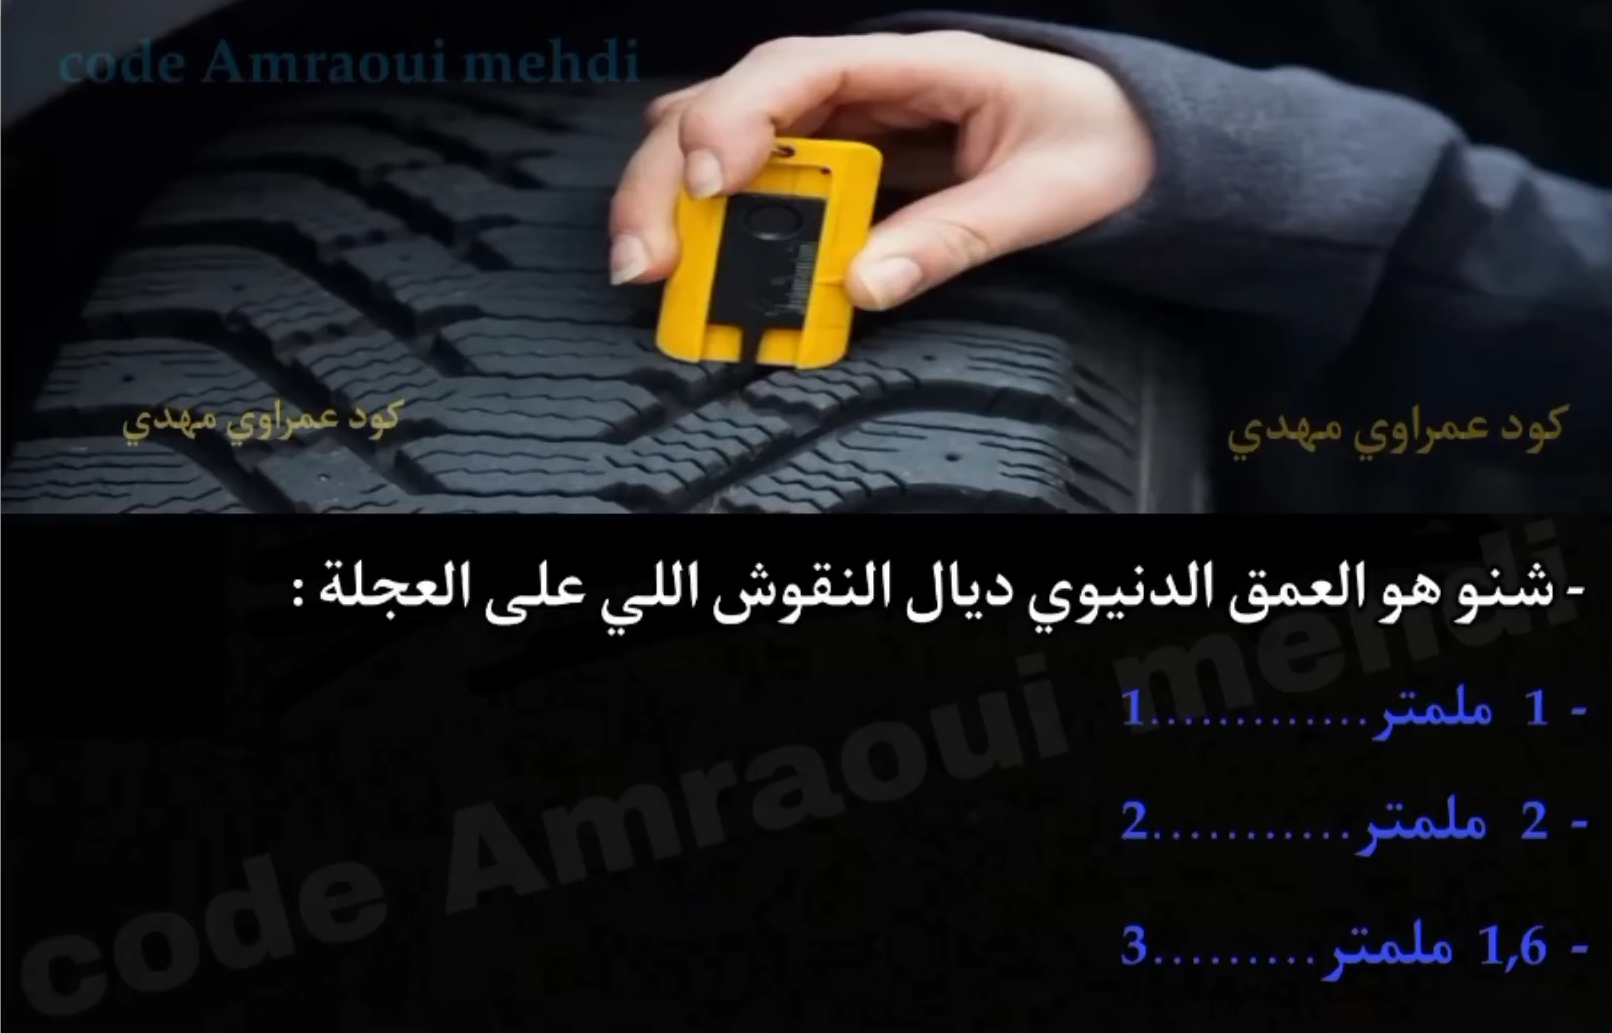 code Amraoui mehdi
كود عمراوي مهدي
كود عمراوي مهدي
- شنو هو العمق الدنيوي ديال النقوش اللي على العجلة :
- 1 ملمتر.............1
- 2 ملمتر...........2
- 1,6 ملمتر.........3
code Amraoui mehdi